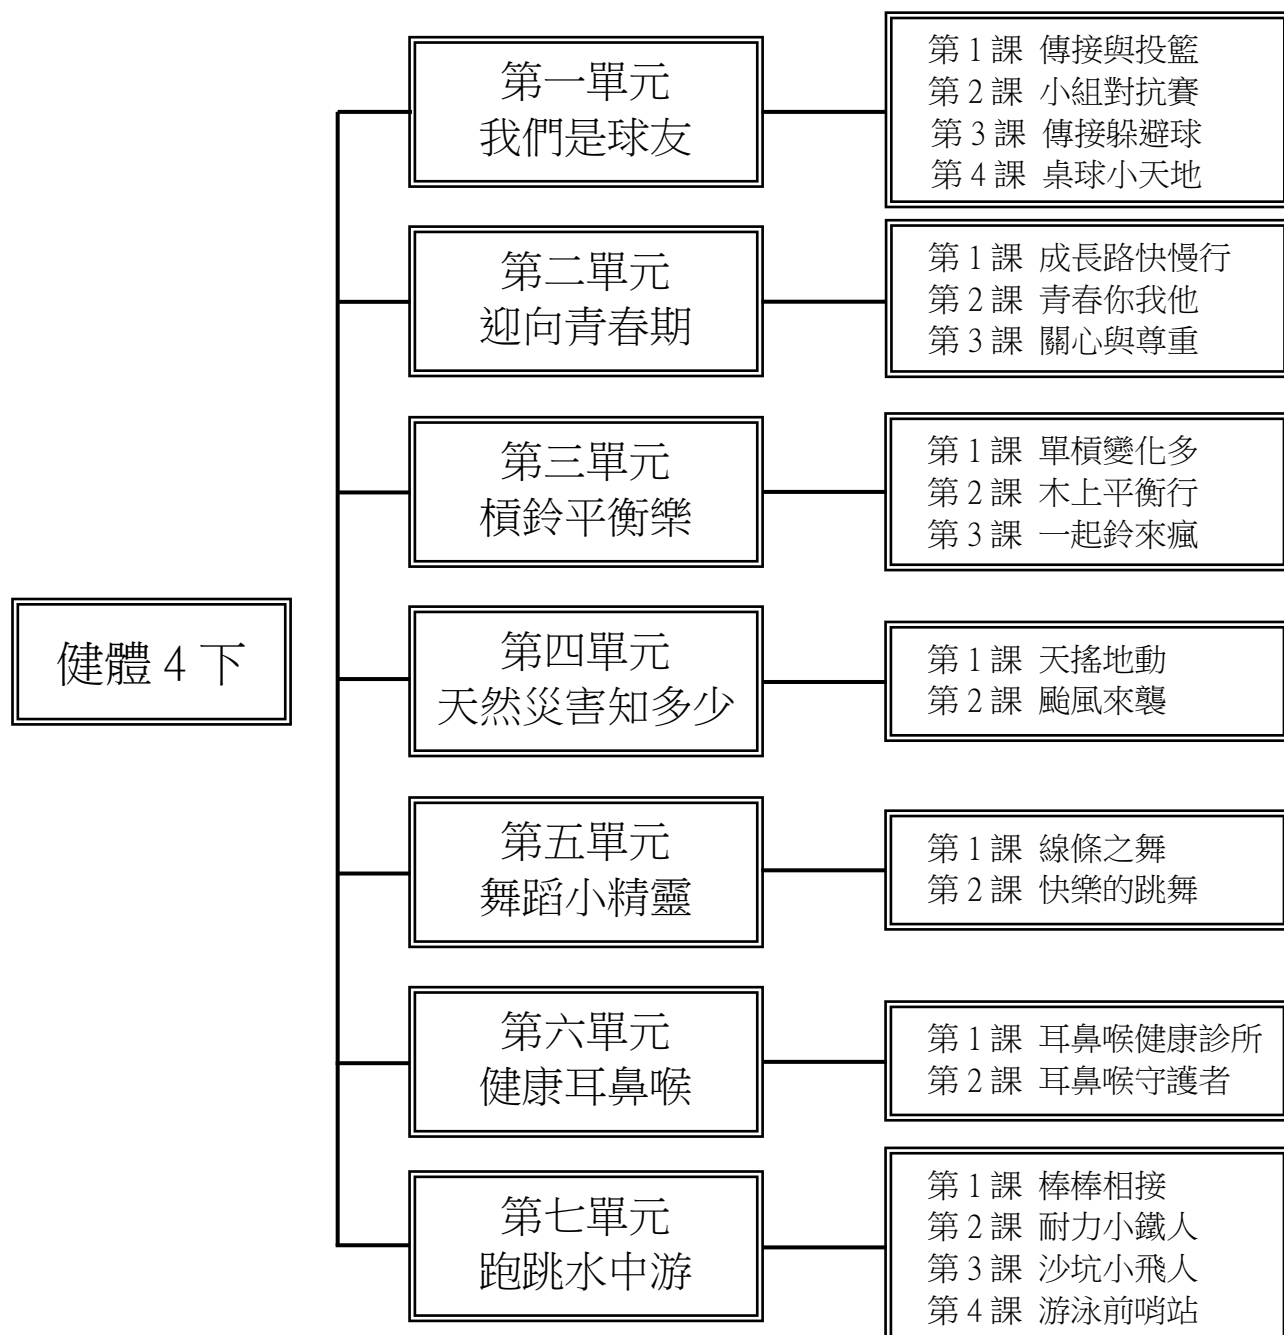 健體 4 下
第一單元
我們是球友
第 1 課 傳接與投籃
第 2 課 小組對抗賽
第 3 課 傳接躲避球
第 4 課 桌球小天地
第二單元
迎向青春期
第 1 課 成長路快慢行
第 2 課 青春你我他
第 3 課 關心與尊重
第三單元
槓鈴平衡樂
第 1 課 單槓變化多
第 2 課 木上平衡行
第 3 課 一起鈴來瘋
第四單元
天然災害知多少
第 1 課 天搖地動
第 2 課 颱風來襲
第五單元
舞蹈小精靈
第 1 課 線條之舞
第 2 課 快樂的跳舞
第六單元
健康耳鼻喉
第 1 課 耳鼻喉健康診所
第 2 課 耳鼻喉守護者
第七單元
跑跳水中游
第 1 課 棒棒相接
第 2 課 耐力小鐵人
第 3 課 沙坑小飛人
第 4 課 游泳前哨站